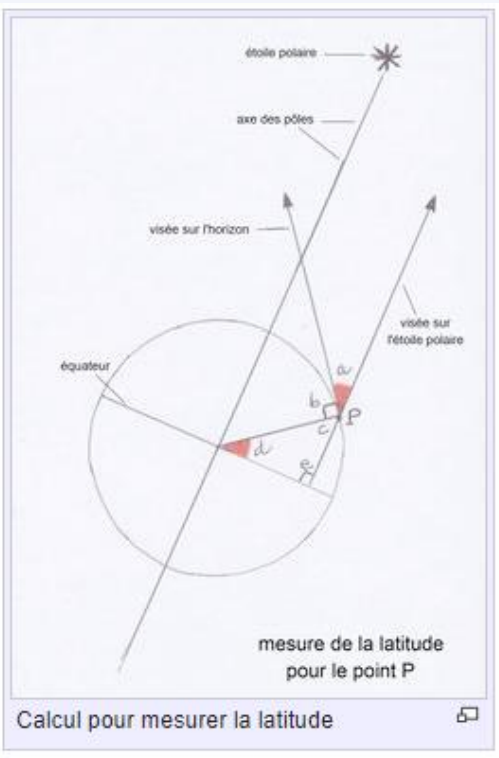 étoile polaire
axe des pôles
visée sur l'horizon
visée sur
l'étoile polaire
équateur
a
b
P
c
d
e
mesure de la latitude
pour le point P
Calcul pour mesurer la latitude